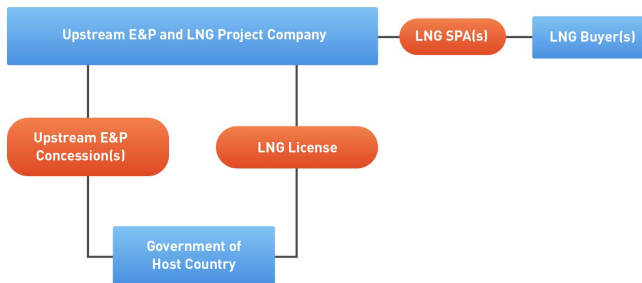 Upstream E&P and LNG Project Company
LNG SPA(s)
LNG Buyer(s)
Upstream E&P
Concession(s)
LNG License
Government of
Host Country